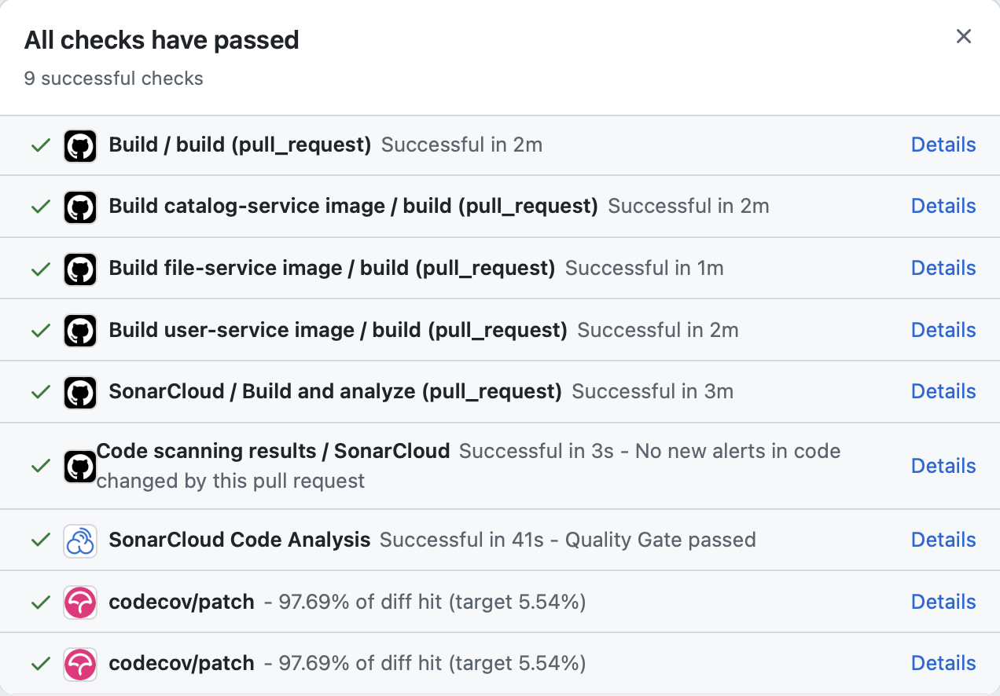 All checks have passed
9 successful checks
Build / build (pull_request) Successful in 2m Details
Build catalog-service image / build (pull_request) Successful in 2m Details
Build file-service image / build (pull_request) Successful in 1m Details
Build user-service image / build (pull_request) Successful in 2m Details
SonarCloud / Build and analyze (pull_request) Successful in 3m Details
Code scanning results / SonarCloud Successful in 3s - No new alerts in code
changed by this pull request
Details
SonarCloud Code Analysis Successful in 41s - Quality Gate passed Details
codecov/patch - 97.69% of diff hit (target 5.54%) Details
codecov/patch - 97.69% of diff hit (target 5.54%) Details